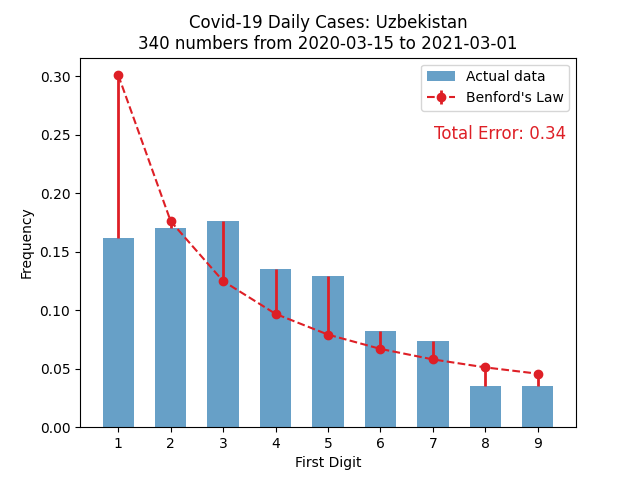 Covid-19 Daily Cases: Uzbekistan
340 numbers from 2020-03-15 to 2021-03-01
Actual data
Benford's Law
Total Error: 0.34
0.30
0.25
0.20
0.15
0.10
0.05
0.00
Frequency
1 2 3 4 5 6 7 8 9
First Digit